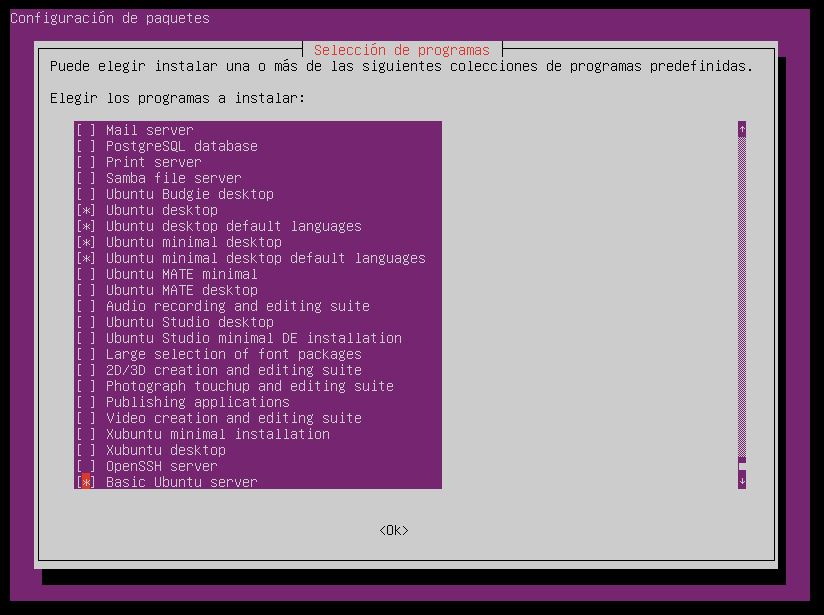 Configuración de paquetes
Selección de programas
Puede elegir instalar una o más de las siguientes colecciones de programas predefinidas.
Elegir los programas a instalar:
[ ] Mail server
[ ] PostgreSQL database
[ ] Print server
[ ] Samba file server
[ ] Ubuntu Budgie desktop
[*] Ubuntu desktop
[*] Ubuntu desktop default languages
[*] Ubuntu minimal desktop
[*] Ubuntu minimal desktop default languages
[ ] Ubuntu MATE minimal
[ ] Ubuntu MATE desktop
[ ] Audio recording and editing suite
[ ] Ubuntu Studio desktop
[ ] Ubuntu Studio minimal DE installation
[ ] Large selection of font packages
[ ] 2D/3D creation and editing suite
[ ] Photograph touchup and editing suite
[ ] Publishing applications
[ ] Video creation and editing suite
[ ] Xubuntu minimal installation
[ ] Xubuntu desktop
[ ] OpenSSH server
[*] Basic Ubuntu server
<Ok>